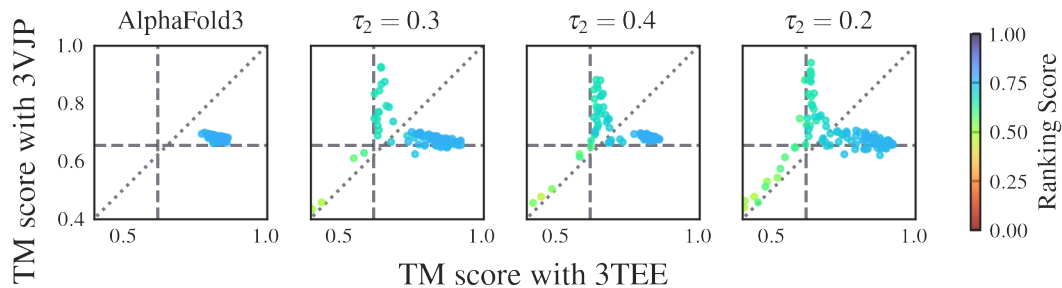 AlphaFold3
τ₂ = 0.3
τ₂ = 0.4
τ₂ = 0.2
TM score with 3VJP
1.0
0.8
0.6
0.4
0.5 1.0
0.5 1.0
0.5 1.0
0.5 1.0
TM score with 3TEE
1.00
0.75
0.50
0.25
0.00
Ranking Score